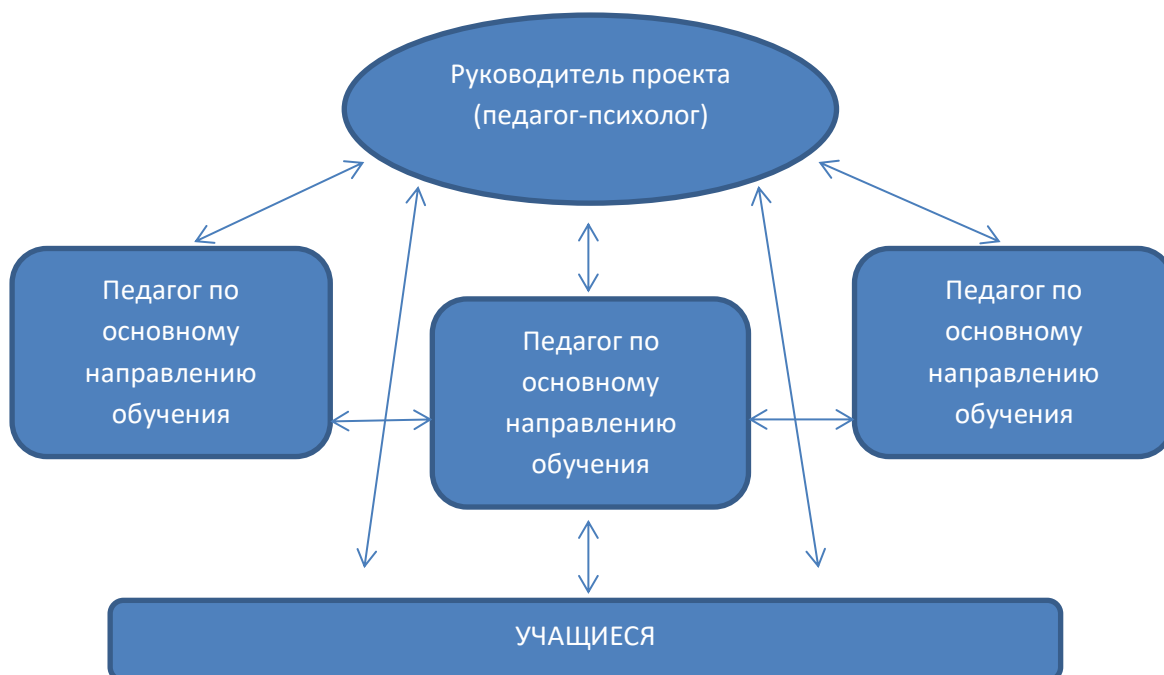 Руководитель проекта
(педагог-психолог)
Педагог по
основному
направлению
обучения
Педагог по
основному
направлению
обучения
Педагог по
основному
направлению
обучения
УЧАЩИЕСЯ